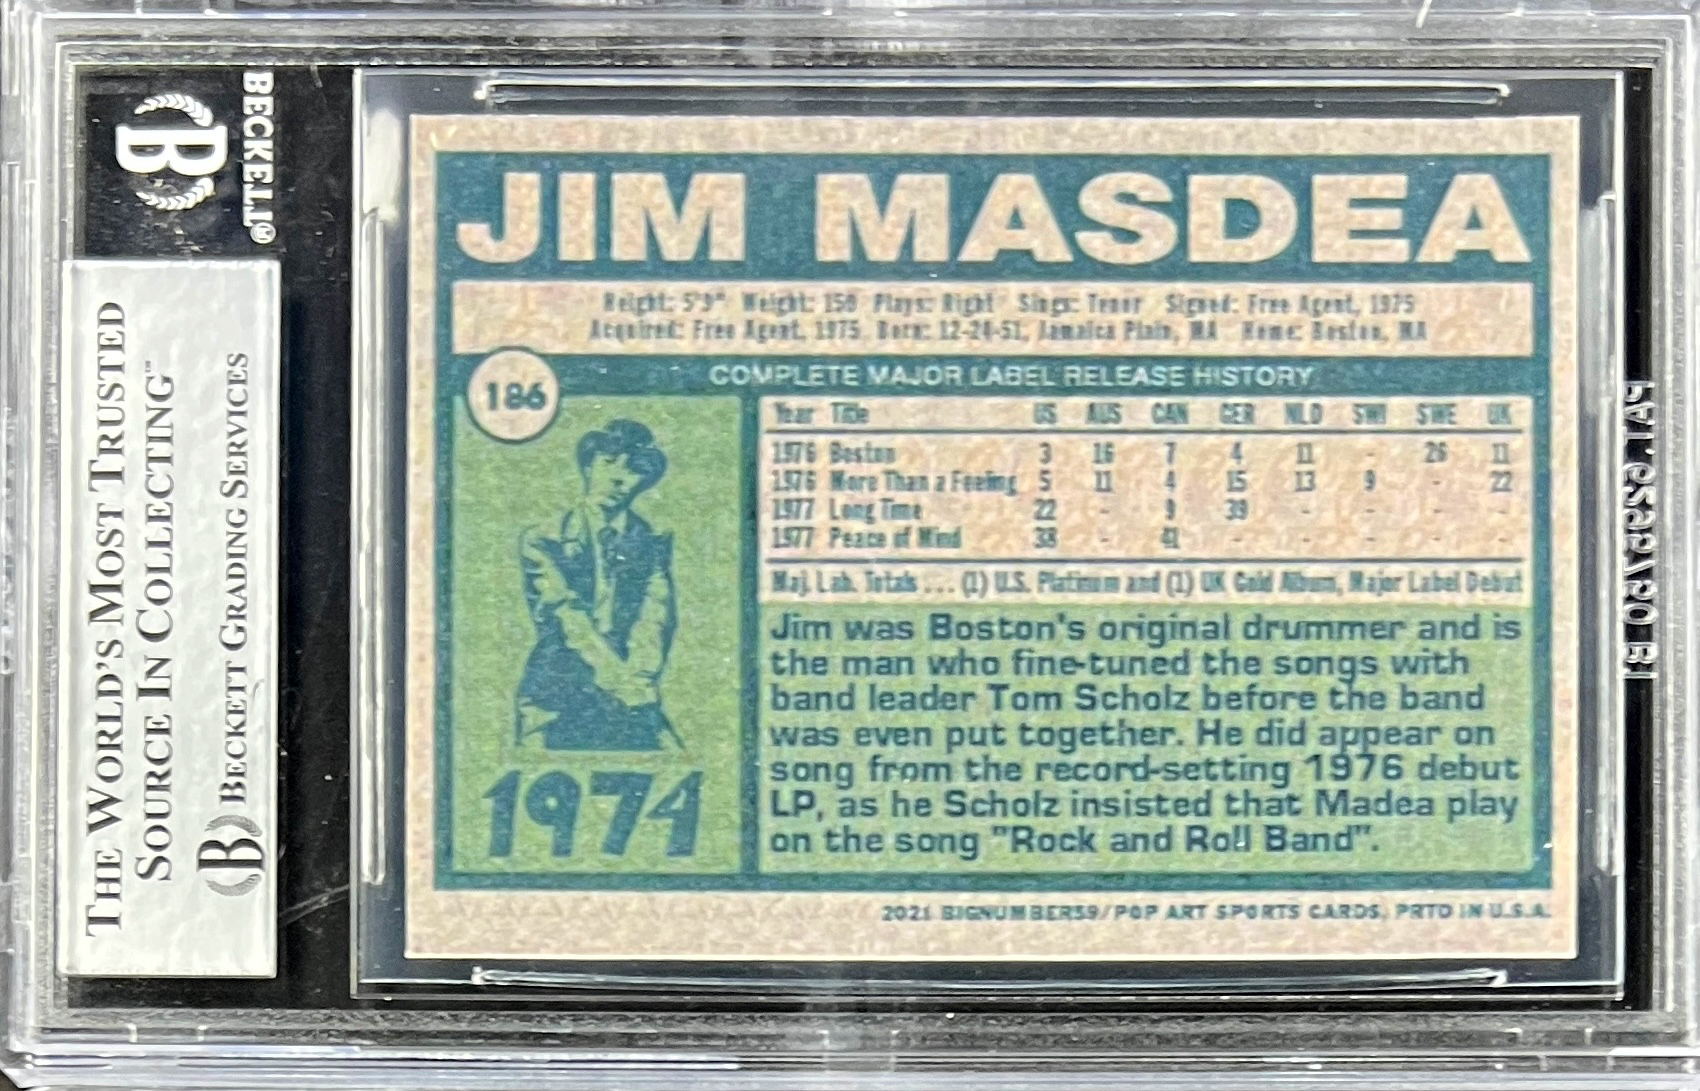 BECKETT®
THE WORLD'S MOST TRUSTED
SOURCE IN COLLECTING™
B BECKETT GRADING SERVICES
JIM MASDEA
Height: 5'9" Weight: 150 Plays: Right Sings: Tenor Signed: Free Agent, 1975
Acquired: Free Agent, 1975 Born: 12-24-51, Jamaica Plain, MA Home: Boston, MA
186
COMPLETE MAJOR LABEL RELEASE HISTORY
Year Title US AUS CAN GER NLD SWI SWE UK
1976 Boston 3 16 7 4 11 - 26 11
1976 More Than a Feeling 5 11 4 15 13 9 - 22
1977 Long Time 22 - 9 39 - - - -
1977 Peace of Mind 38 - 41 - - - - -
Maj. Lab. Totals . . . (1) U.S. Platinum and (1) UK Gold Album, Major Label Debut
Jim was Boston's original drummer and is
the man who fine-tuned the songs with
band leader Tom Scholz before the band
was even put together. He did appear on
song from the record-setting 1976 debut
LP, as he Scholz insisted that Madea play
on the song "Rock and Roll Band".
1974
2021 BIGNUMBER59/POP ART SPORTS CARDS, PRTD IN U.S.A.